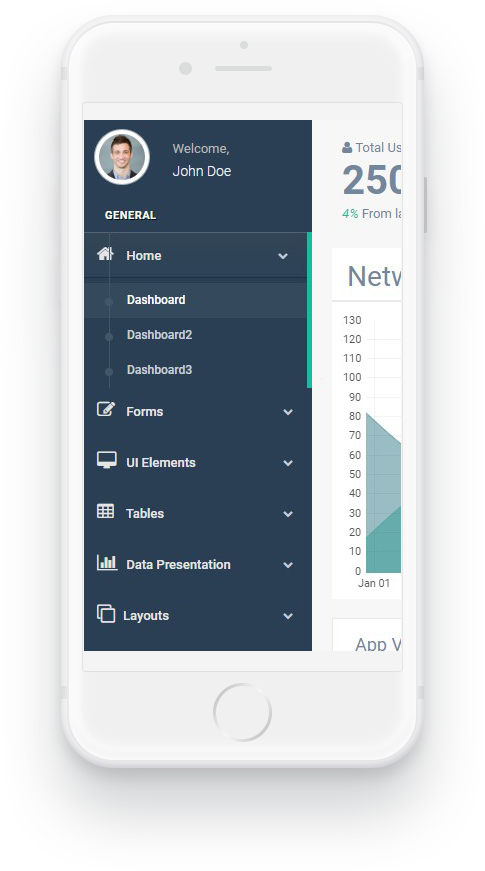 Welcome,
John Doe
GENERAL
Home
Dashboard
Dashboard2
Dashboard3
Forms
UI Elements
Tables
Data Presentation
Layouts
Total Us
250
4% From la
Netw
130
120
110
100
90
80
70
60
50
40
30
20
10
0
Jan 01
App V